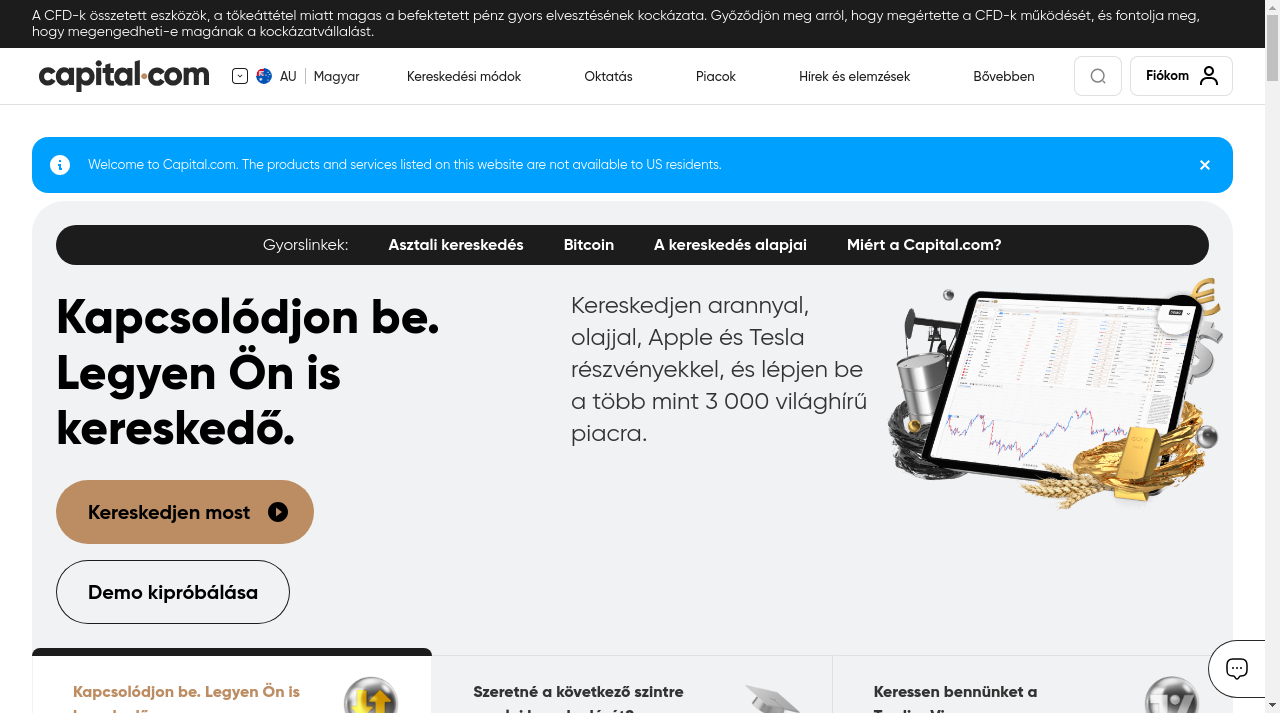 A CFD-k összetett eszközök, a tőkeáttétel miatt magas a befektetett pénz gyors elvesztésének kockázata. Győződjön meg arról, hogy megértette a CFD-k működését, és fontolja meg,
hogy megengedheti-e magának a kockázatvállalást.
capital.com
AU
Magyar
Kereskedési módok
Oktatás
Piacok
Hírek és elemzések
Bővebben
Fiókom
Welcome to Capital.com. The products and services listed on this website are not available to US residents.
Gyorslinkek:
Asztali kereskedés
Bitcoin
A kereskedés alapjai
Miért a Capital.com?
Kapcsolódjon be.
Legyen Ön is
kereskedő.
Kereskedjen arannyal,
olajjal, Apple és Tesla
részvényekkel, és lépjen be
a több mint 3 000 világhírű
piacra.
Kereskedjen most
Demo kipróbálása
Kapcsolódjon be. Legyen Ön is
Szeretné a következő szintre
Keressen bennünket a